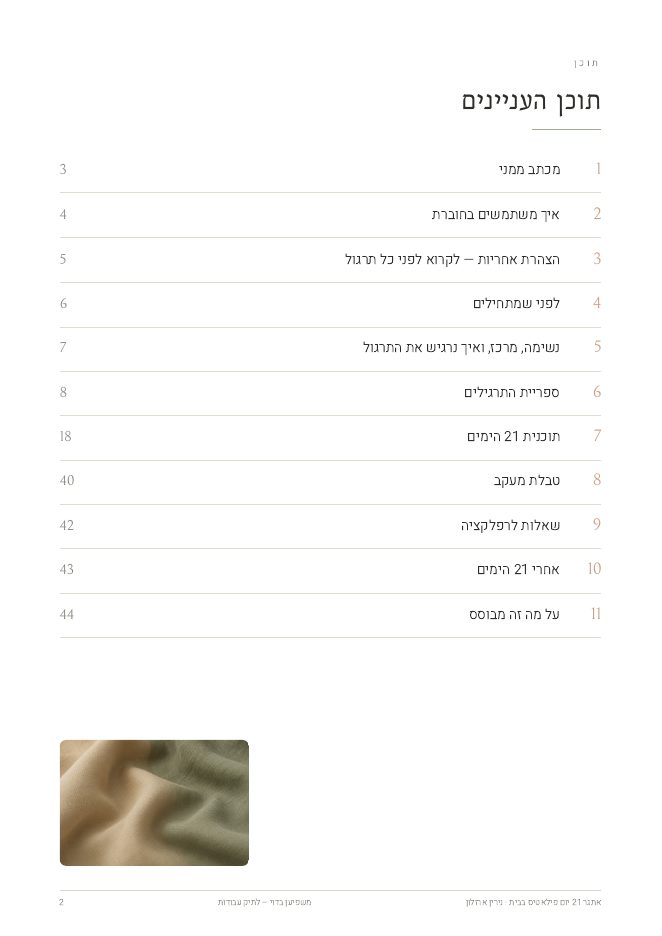 תוכן
תוכן העניינים
1 מכתב ממני 3
2 איך משתמשים בחוברת 4
3 הצהרת אחריות – לקרוא לפני כל תרגול 5
4 לפני שמתחילים 6
5 נשימה, מרכז, ואיך נרגיש את התרגול 7
6 ספריית התרגילים 8
7 תוכנית 21 הימים 18
8 טבלת מעקב 40
9 שאלות לרפלקציה 42
10 אחרי 21 הימים 43
11 על מה זה מבוסס 44
אתגר 21 יום פילאטיס בבית · נירין אחולון משפיען בדוי – לתיק עבודות 2